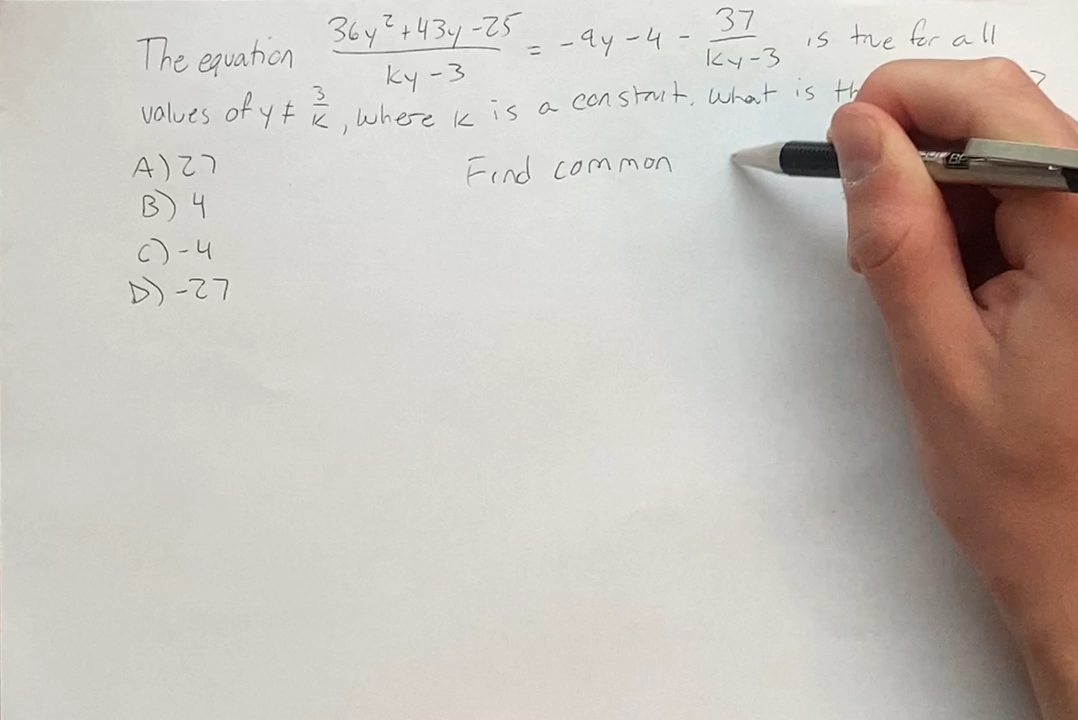 The equation (36y²+43y-25)/(ky-3) = -9y-4 - 37/(ky-3) is true for all
values of y ≠ 3/k, where k is a constant. What is th ?
A) 27
B) 4
C) -4
D) -27
Find common